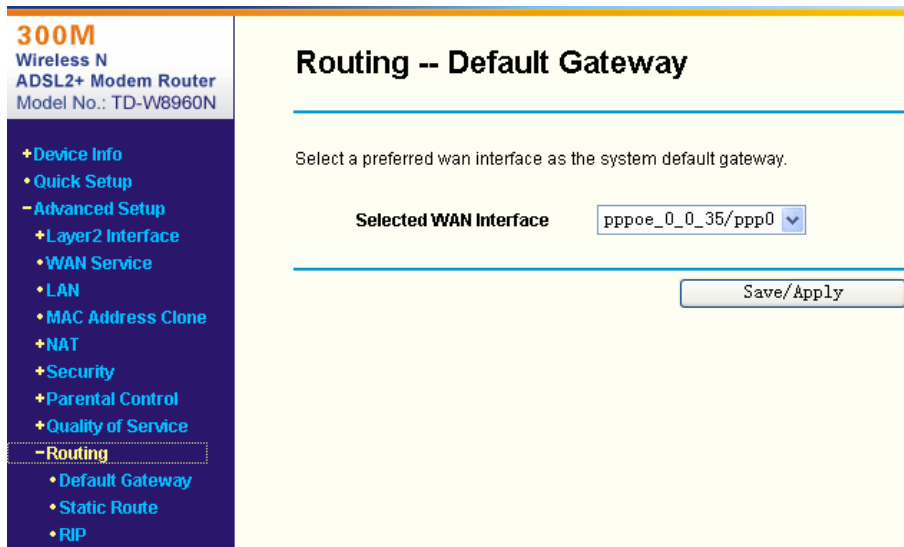 300M
Wireless N
ADSL2+ Modem Router
Model No.: TD-W8960N
+Device Info
•Quick Setup
-Advanced Setup
+Layer2 Interface
•WAN Service
•LAN
•MAC Address Clone
+NAT
+Security
+Parental Control
+Quality of Service
-Routing
•Default Gateway
•Static Route
•RIP
Routing -- Default Gateway
Select a preferred wan interface as the system default gateway.
Selected WAN Interface pppoe_0_0_35/ppp0
Save/Apply